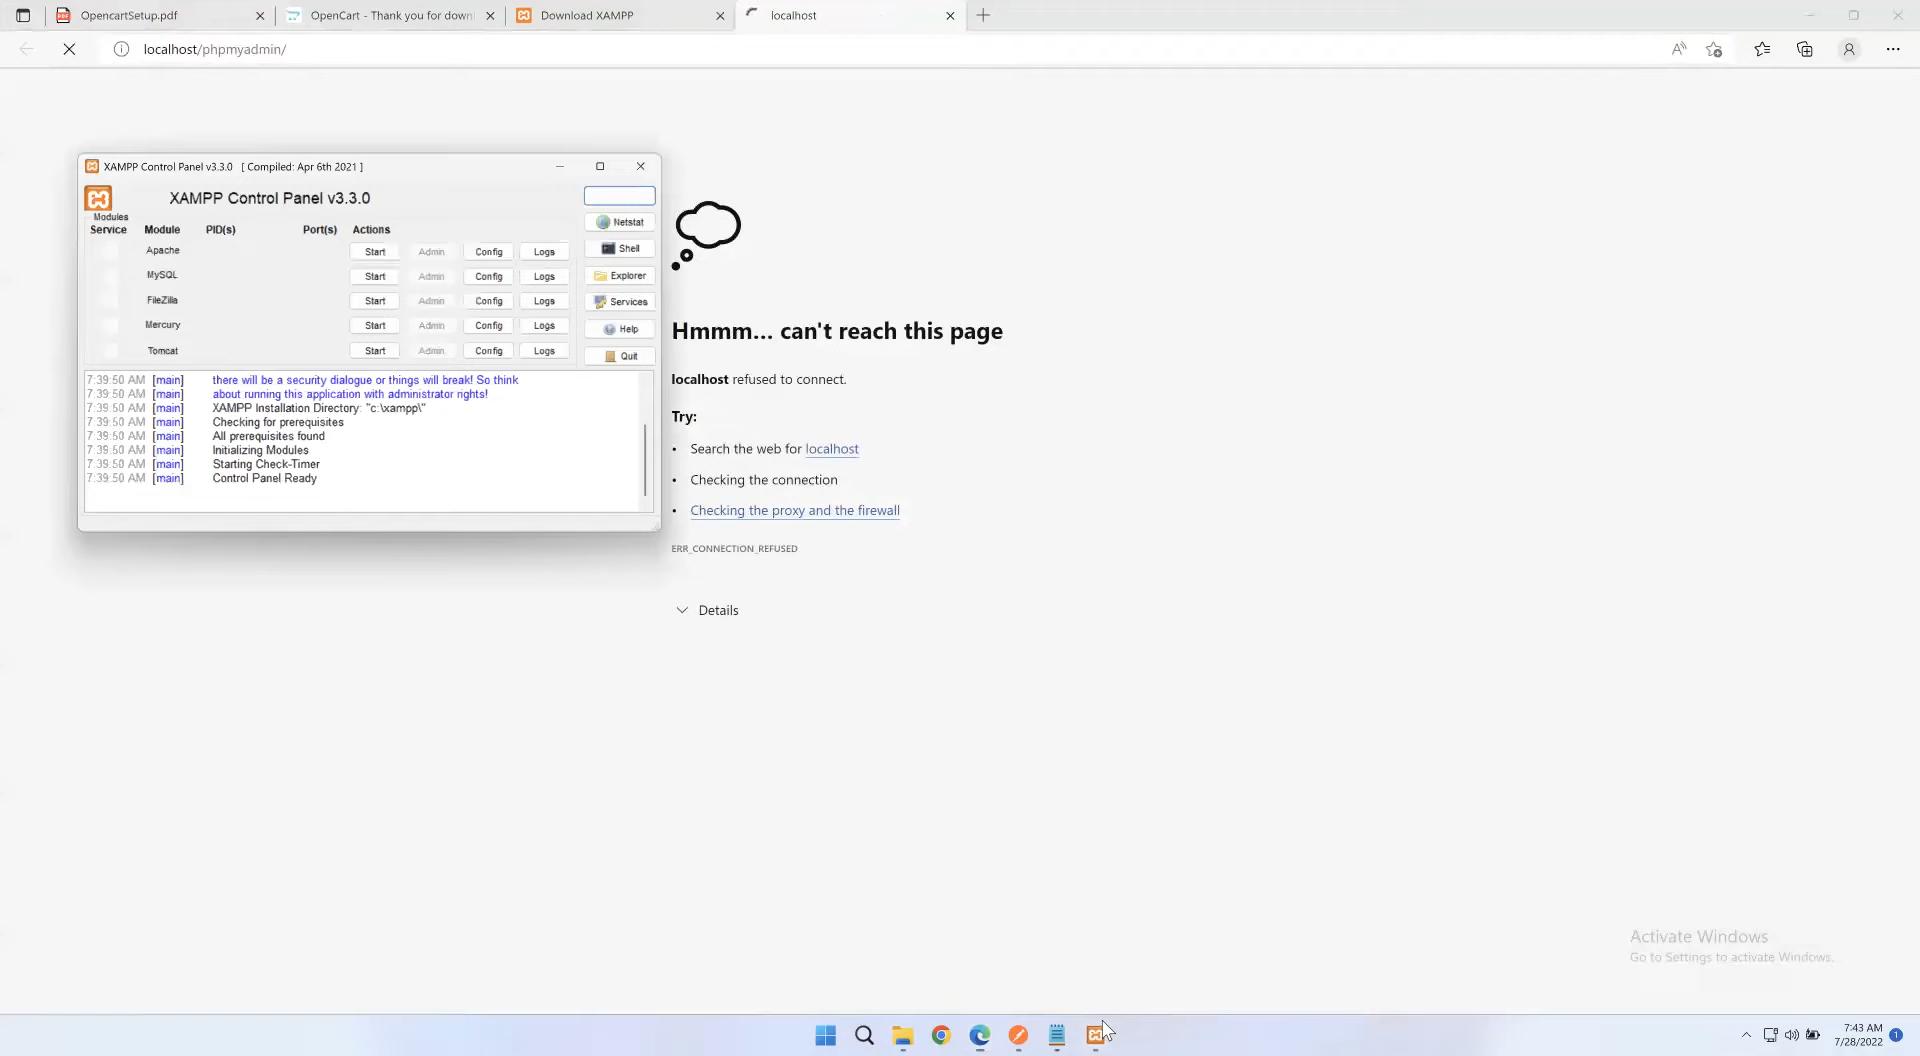 OpencartSetup.pdf
OpenCart - Thank you for down
Download XAMPP
localhost
localhost/phpmyadmin/
XAMPP Control Panel v3.3.0 [ Compiled: Apr 6th 2021 ]
XAMPP Control Panel v3.3.0
Modules
Service Module PID(s) Port(s) Actions
Apache Start Admin Config Logs
MySQL Start Admin Config Logs
FileZilla Start Admin Config Logs
Mercury Start Admin Config Logs
Tomcat Start Admin Config Logs
Netstat
Shell
Explorer
Services
Help
Quit
7:39:50 AM [main] there will be a security dialogue or things will break! So think
7:39:50 AM [main] about running this application with administrator rights!
7:39:50 AM [main] XAMPP Installation Directory: "c:\xampp\"
7:39:50 AM [main] Checking for prerequisites
7:39:50 AM [main] All prerequisites found
7:39:50 AM [main] Initializing Modules
7:39:50 AM [main] Starting Check-Timer
7:39:50 AM [main] Control Panel Ready
Hmmm... can't reach this page
localhost refused to connect.
Try:
• Search the web for localhost
• Checking the connection
• Checking the proxy and the firewall
ERR_CONNECTION_REFUSED
Details
Activate Windows
Go to Settings to activate Windows.
7:43 AM
7/28/2022
1